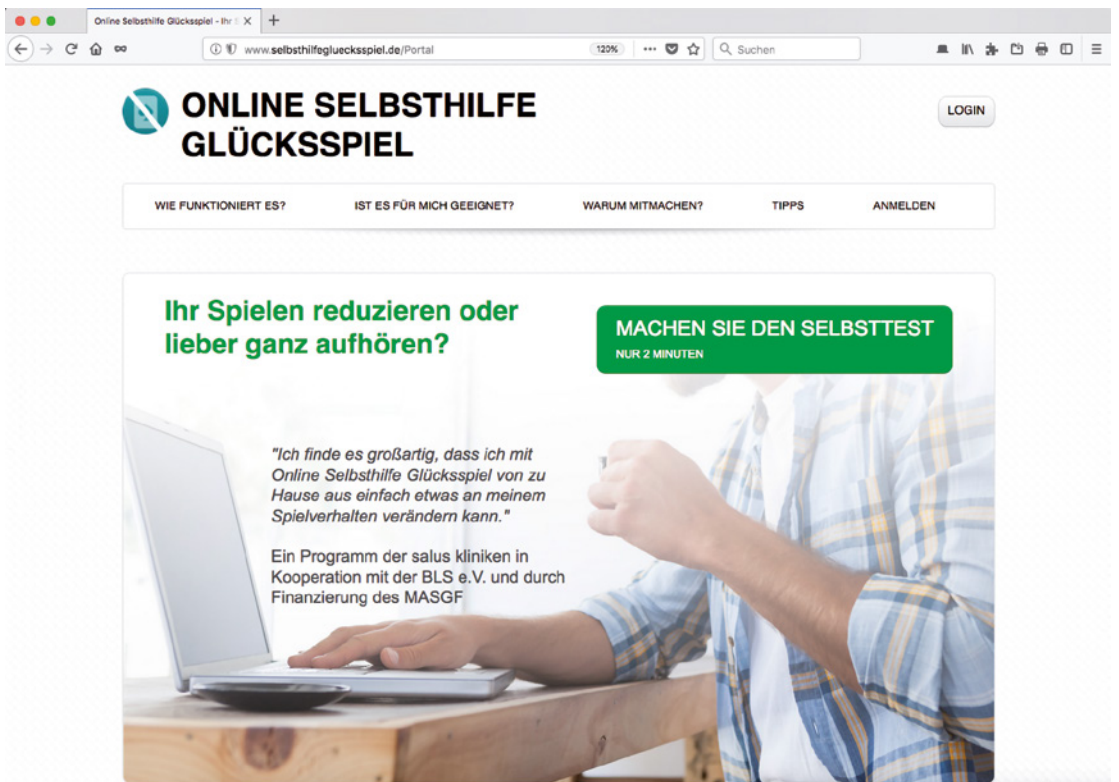 Online Selbsthilfe Glücksspiel - Ihr S
www.selbsthilfegluecksspiel.de/Portal
120%
Suchen
ONLINE SELBSTHILFE
GLÜCKSSPIEL
LOGIN
WIE FUNKTIONIERT ES? IST ES FÜR MICH GEEIGNET? WARUM MITMACHEN? TIPPS ANMELDEN
Ihr Spielen reduzieren oder
lieber ganz aufhören?
MACHEN SIE DEN SELBSTTEST
NUR 2 MINUTEN
"Ich finde es großartig, dass ich mit
Online Selbsthilfe Glücksspiel von zu
Hause aus einfach etwas an meinem
Spielverhalten verändern kann."
Ein Programm der salus kliniken in
Kooperation mit der BLS e.V. und durch
Finanzierung des MASGF